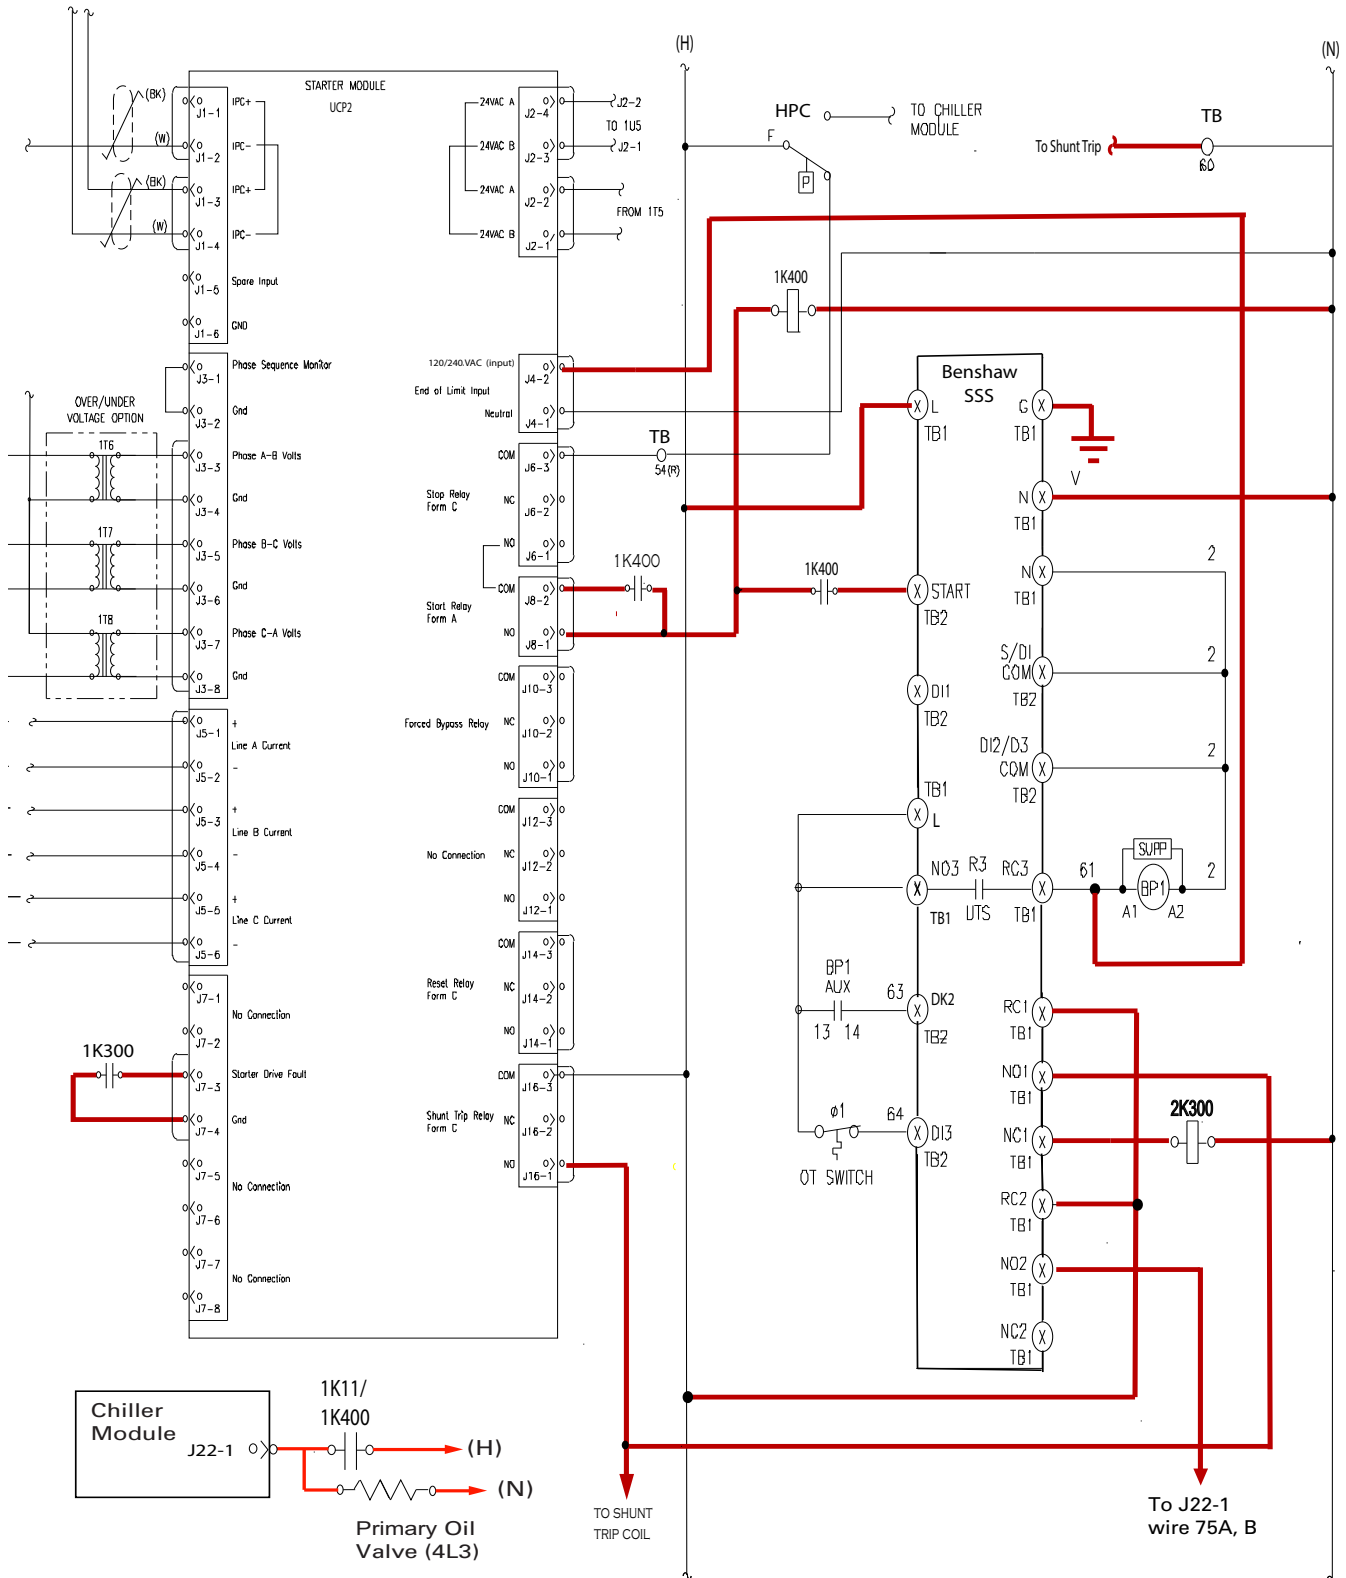 (H)
(N)
STARTER MODULE
UCP2
(BK)
J1-1
IPC+
(W)
J1-2
IPC-
(BK)
J1-3
IPC+
(W)
J1-4
IPC-
J1-5
Spare Input
J1-6
GND
24VAC A
J2-4
J2-2
TO 1U5
24VAC B
J2-3
J2-1
24VAC A
J2-2
FROM 1T5
24VAC B
J2-1
HPC
TO CHILLER
MODULE
F
P
To Shunt Trip
TB
60
1K400
J3-1
Phase Sequence Monitor
J3-2
Gnd
OVER/UNDER
VOLTAGE OPTION
1T6
J3-3
Phase A-B Volts
J3-4
Gnd
1T7
J3-5
Phase B-C Volts
J3-6
Gnd
1T8
J3-7
Phase C-A Volts
J3-8
Gnd
120/240.VAC (input)
J4-2
End of Limit Input
Neutral
J4-1
COM
J6-3
TB
54(R)
Stop Relay
Form C
NC
J6-2
NO
J6-1
1K400
COM
J8-2
Start Relay
Form A
NO
J8-1
COM
J10-3
Forced Bypass Relay
NC
J10-2
NO
J10-1
COM
J12-3
No Connection
NC
J12-2
NO
J12-1
COM
J14-3
Reset Relay
Form C
NC
J14-2
NO
J14-1
COM
J16-3
Shunt Trip Relay
Form C
NC
J16-2
NO
J16-1
+
J5-1
Line A Current
-
J5-2
+
J5-3
Line B Current
-
J5-4
+
J5-5
Line C Current
-
J5-6
J7-1
No Connection
J7-2
1K300
J7-3
Starter Drive Fault
J7-4
Gnd
J7-5
No Connection
J7-6
J7-7
No Connection
J7-8
Benshaw
SSS
X L
TB1
G X
TB1
V
N X
TB1
1K400
X START
TB2
N X
TB1
2
S/DI
COM X
TB2
2
X DI1
TB2
DI2/D3
COM X
TB2
2
TB1
X L
X NO3
TB1
R3
UTS
RC3 X
TB1
61
SUPP
BP1
A1
A2
2
BP1
AUX
13 14
63
X DK2
TB2
RC1 X
TB1
NO1 X
TB1
ø1
OT SWITCH
64
X DI3
TB2
NC1 X
TB1
2K300
RC2 X
TB1
NO2 X
TB1
NC2 X
TB1
Chiller
Module
J22-1
1K11/
1K400
(H)
(N)
Primary Oil
Valve (4L3)
TO SHUNT
TRIP COIL
To J22-1
wire 75A, B